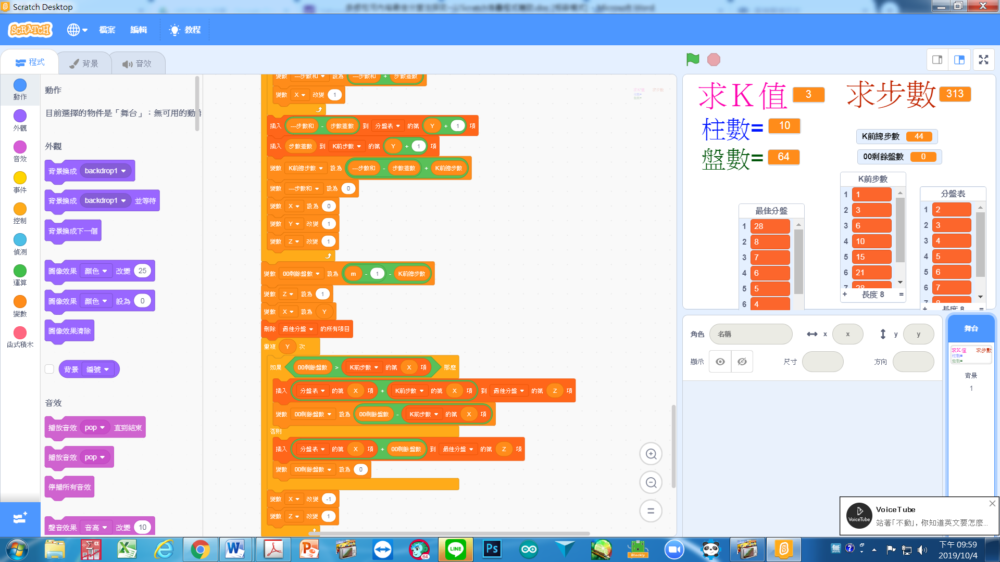 Scratch Desktop
SCRATCH 檔案 編輯 教程
程式 背景 音效
動作
外觀
音效
事件
控制
偵測
運算
變數
函式積木
動作
目前選擇的物件是「舞台」：無可用的動
外觀
背景換成 backdrop1
背景換成 backdrop1 並等待
背景換成下一個
圖像效果 顏色 改變 25
圖像效果 顏色 設為 0
圖像效果清除
背景 編號
音效
播放音效 pop 直到結束
播放音效 pop
停播所有音效
聲音效果 音高 改變 10
變數 一步數和 設為 一步數和 + 步數差數
變數 X 改變 1
插入 一步數和 - 步數差數 到 分盤表 的第 Y + 1 項
插入 步數差數 到 K前步數 的第 Y + 1 項
變數 K前總步數 設為 一步數和 - 步數差數 + K前總步數
變數 一步數和 設為 0
變數 X 設為 0
變數 Y 改變 1
變數 Z 改變 1
變數 00剩餘盤數 設為 m - 1 - K前總步數
變數 Z 設為 1
變數 X 設為 Y
刪除 最佳分盤 的所有項目
重複 Y 次
如果 00剩餘盤數 > K前步數 的第 X 項 那麼
插入 分盤表 的第 X 項 + K前步數 的第 X 項 到 最佳分盤 的第 Z 項
變數 00剩餘盤數 設為 00剩餘盤數 - K前步數 的第 X 項
否則
插入 分盤表 的第 X 項 + 00剩餘盤數 到 最佳分盤 的第 Z 項
變數 00剩餘盤數 設為 0
變數 X 改變 -1
變數 Z 改變 1
求K值 3 求步數 313
柱數= 10
盤數= 64
K前總步數 44
00剩餘盤數 0
最佳分盤
1 28
2 8
3 7
4 6
5 5
6 4
K前步數
1 1
2 3
3 6
4 10
5 15
6 21
7 28
+ 長度 8 =
分盤表
1 2
2 3
3 4
4 5
5 6
6 7
7 8
+ 長度 8 =
角色 名稱 x x y y
顯示 尺寸 方向
舞台
求K值 求步數
柱數=
盤數=
背景
1
VoiceTube
VoiceTube
站著「不動」，你知道英文要怎麼...
64 LINE Ps Blockly
無
下午 09:59
2019/10/4